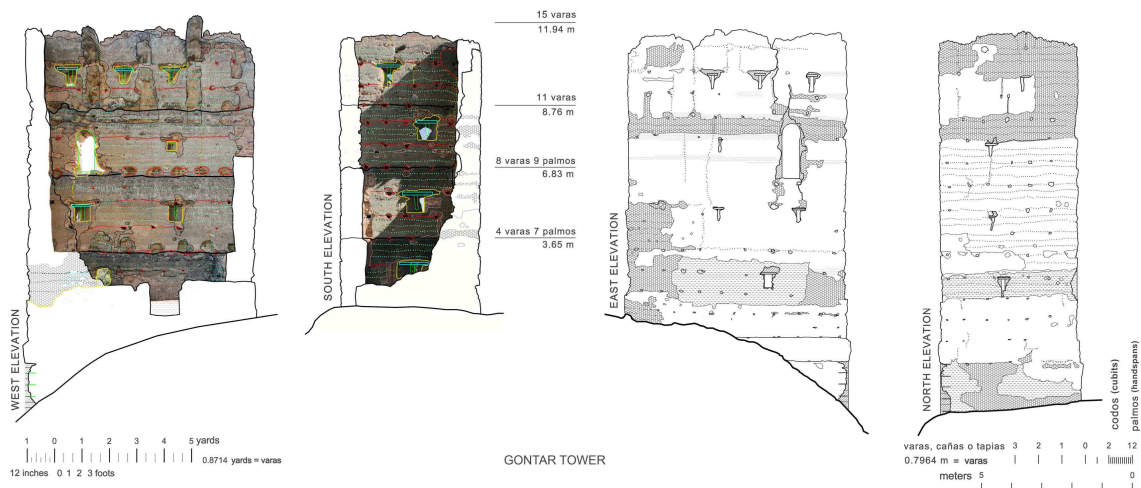 15 varas
11.94 m
11 varas
8.76 m
8 varas 9 palmos
6.83 m
4 varas 7 palmos
3.65 m
WEST ELEVATION
SOUTH ELEVATION
EAST ELEVATION
NORTH ELEVATION
codos (cubits)
palmos (handspans)
1 0 1 2 3 4 5 yards
0.8714 yards = varas
12 inches 0 1 2 3 foots
GONTAR TOWER
varas, cañas o tapias 3 2 1 0 2 12
0.7964 m = varas
meters 5 0